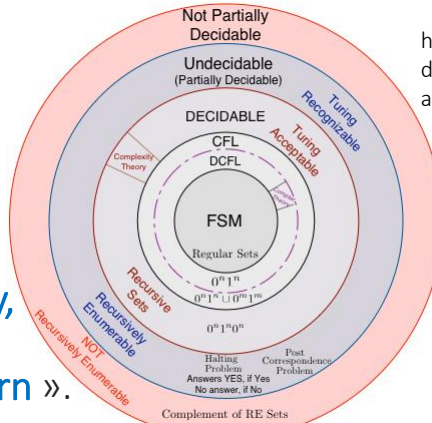 Not Partially
Decidable
h
d
a
Undecidable
(Partially Decidable)
Turing
Recognizable
DECIDABLE
Turing
Acceptable
Complexity
Theory
CFL
DCFL
FSM
Regular Sets
0ⁿ1ⁿ
0ⁿ1ⁿ ∪ 0ᵐ1ᵐ
0ⁿ1ⁿ0ⁿ
Recursive
Sets
Recursively
Enumerable
NOT
Recursively Enumerable
y,
rn ».
Halting
Problem
Answers YES, if Yes
No answer, if No
Post
Correspondence
Problem
Complement of RE Sets